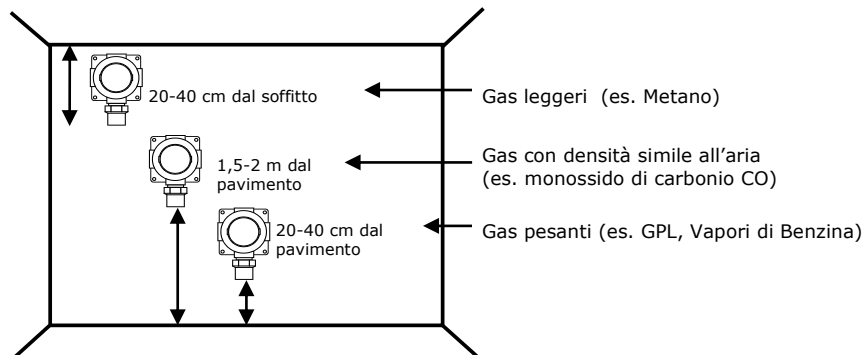 20-40 cm dal soffitto
Gas leggeri (es. Metano)
1,5-2 m dal
pavimento
Gas con densità simile all'aria
(es. monossido di carbonio CO)
20-40 cm dal
pavimento
Gas pesanti (es. GPL, Vapori di Benzina)